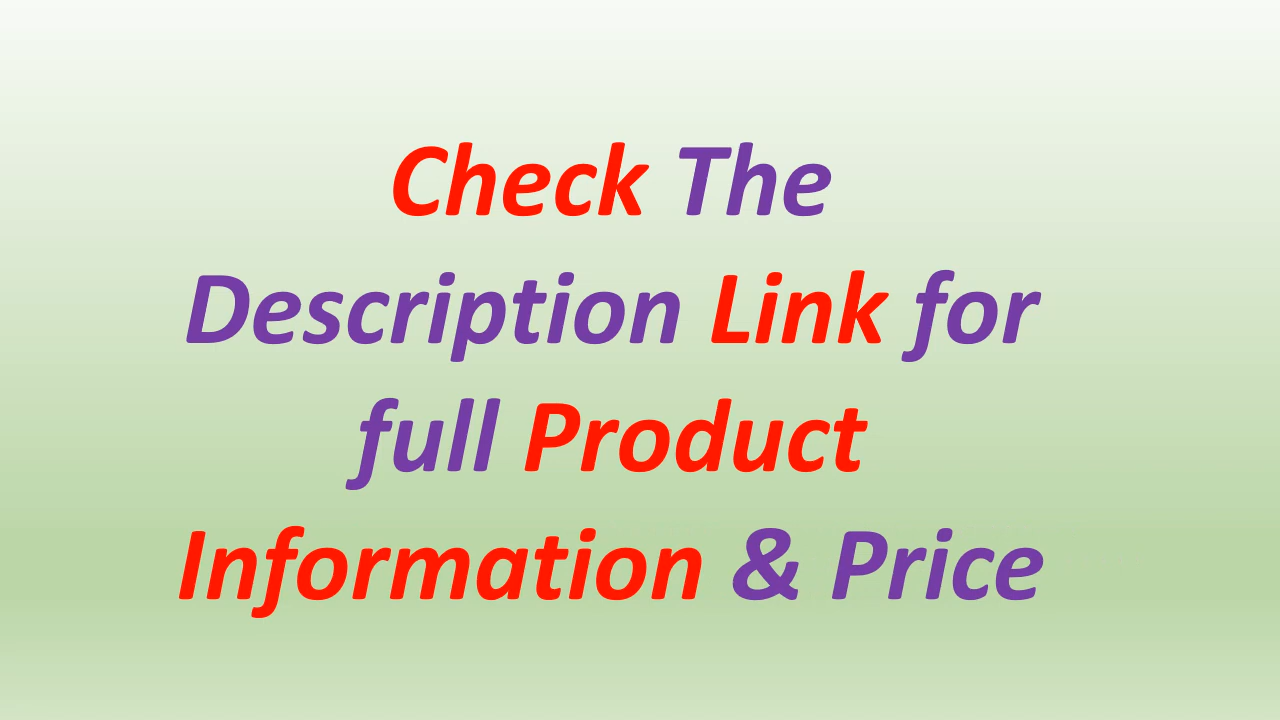 Check The
Description Link for
full Product
Information & Price